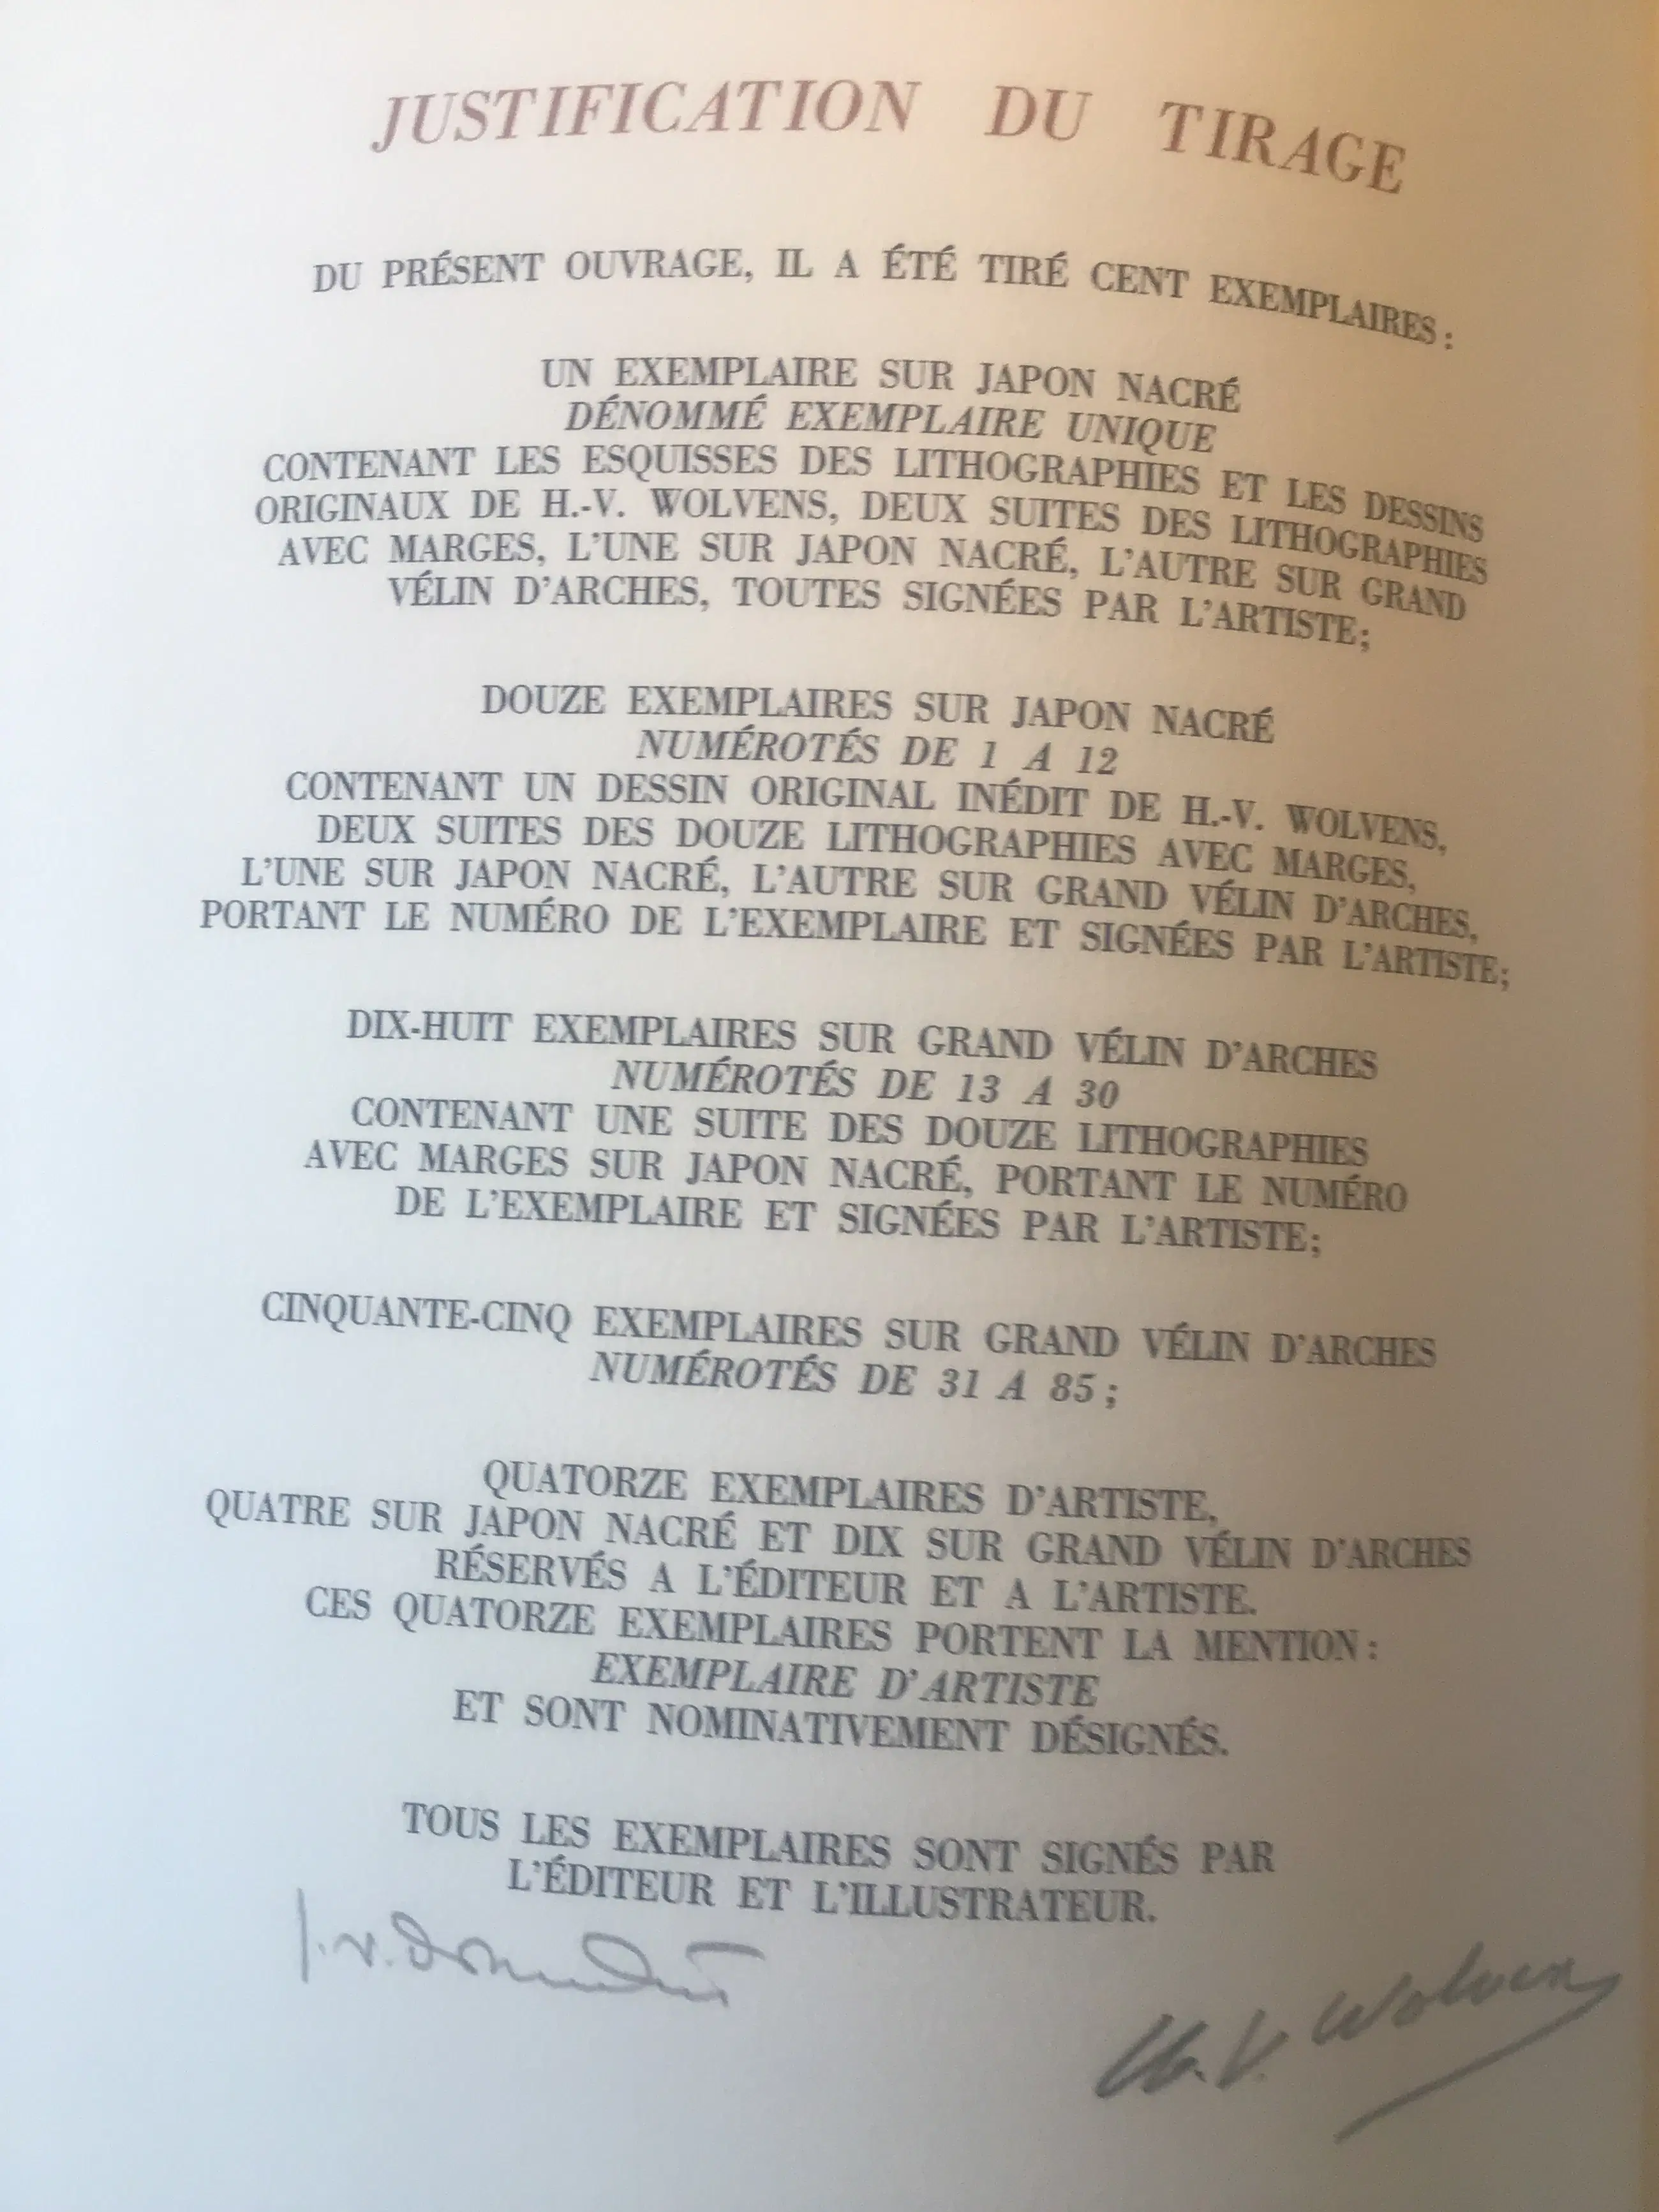 JUSTIFICATION DU TIRAGE
DU PRÉSENT OUVRAGE, IL A ÉTÉ TIRÉ CENT EXEMPLAIRES :
UN EXEMPLAIRE SUR JAPON NACRÉ
DÉNOMMÉ EXEMPLAIRE UNIQUE
CONTENANT LES ESQUISSES DES LITHOGRAPHIES ET LES DESSINS
ORIGINAUX DE H.-V. WOLVENS, DEUX SUITES DES LITHOGRAPHIES
AVEC MARGES, L'UNE SUR JAPON NACRÉ, L'AUTRE SUR GRAND
VÉLIN D'ARCHES, TOUTES SIGNÉES PAR L'ARTISTE;
DOUZE EXEMPLAIRES SUR JAPON NACRÉ
NUMÉROTÉS DE 1 A 12
CONTENANT UN DESSIN ORIGINAL INÉDIT DE H.-V. WOLVENS,
DEUX SUITES DES DOUZE LITHOGRAPHIES AVEC MARGES,
L'UNE SUR JAPON NACRÉ, L'AUTRE SUR GRAND VÉLIN D'ARCHES,
PORTANT LE NUMÉRO DE L'EXEMPLAIRE ET SIGNÉES PAR L'ARTISTE;
DIX-HUIT EXEMPLAIRES SUR GRAND VÉLIN D'ARCHES
NUMÉROTÉS DE 13 A 30
CONTENANT UNE SUITE DES DOUZE LITHOGRAPHIES
AVEC MARGES SUR JAPON NACRÉ, PORTANT LE NUMÉRO
DE L'EXEMPLAIRE ET SIGNÉES PAR L'ARTISTE;
CINQUANTE-CINQ EXEMPLAIRES SUR GRAND VÉLIN D'ARCHES
NUMÉROTÉS DE 31 A 85 ;
QUATORZE EXEMPLAIRES D'ARTISTE,
QUATRE SUR JAPON NACRÉ ET DIX SUR GRAND VÉLIN D'ARCHES
RÉSERVÉS A L'ÉDITEUR ET A L'ARTISTE.
CES QUATORZE EXEMPLAIRES PORTENT LA MENTION :
EXEMPLAIRE D'ARTISTE
ET SONT NOMINATIVEMENT DÉSIGNÉS.
TOUS LES EXEMPLAIRES SONT SIGNÉS PAR
L'ÉDITEUR ET L'ILLUSTRATEUR.
H. V. Wolvens